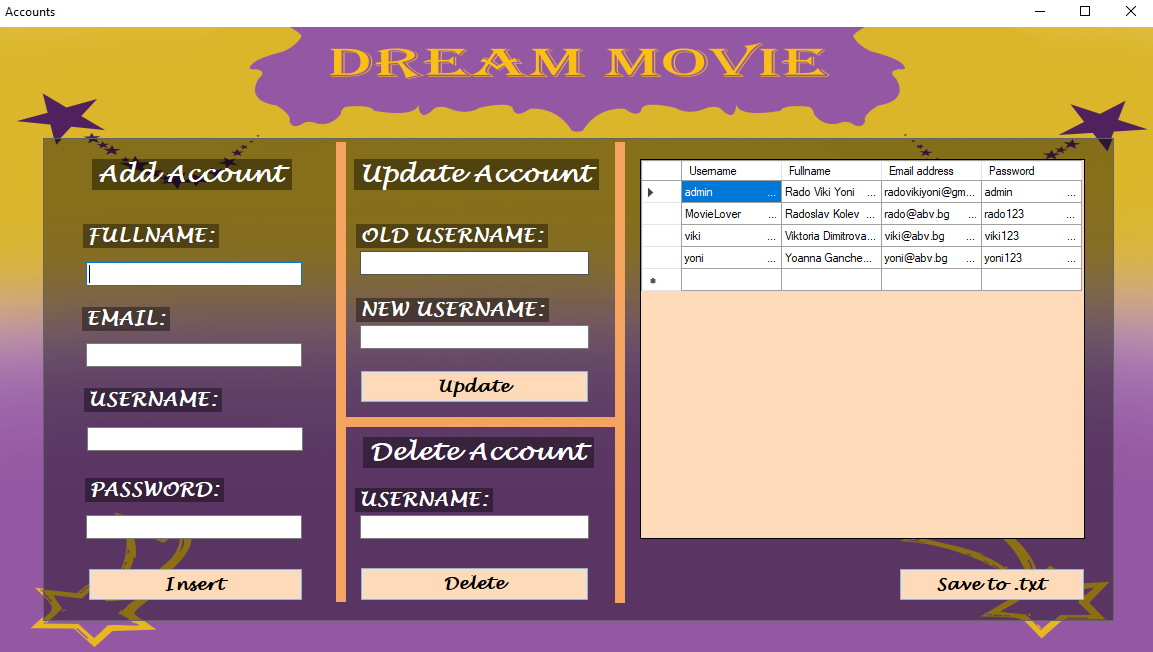 Accounts
DREAM MOVIE
Add Account
FULLNAME:
EMAIL:
USERNAME:
PASSWORD:
Insert
Update Account
OLD USERNAME:
NEW USERNAME:
Update
Delete Account
USERNAME:
Delete
Username Fullname Email address Password
admin ... Rado Viki Yoni ... radovikiyoni@gm... admin ...
MovieLover ... Radoslav Kolev ... rado@abv.bg ... rado123 ...
viki ... Viktoria Dimitrova... viki@abv.bg ... viki123 ...
yoni ... Yoanna Ganche... yoni@abv.bg ... yoni123 ...
Save to .txt